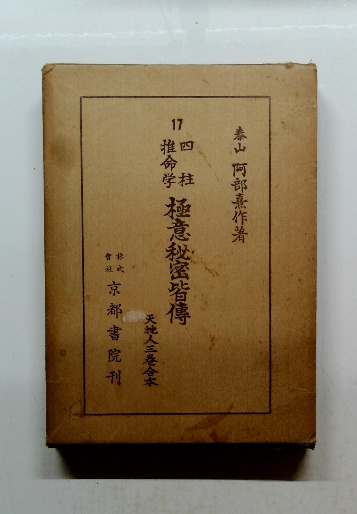 泰山 阿部熹作著
17
四柱
推命学
極意秘密皆傳
天地人三巻合本
株式
會社
京都書院刊